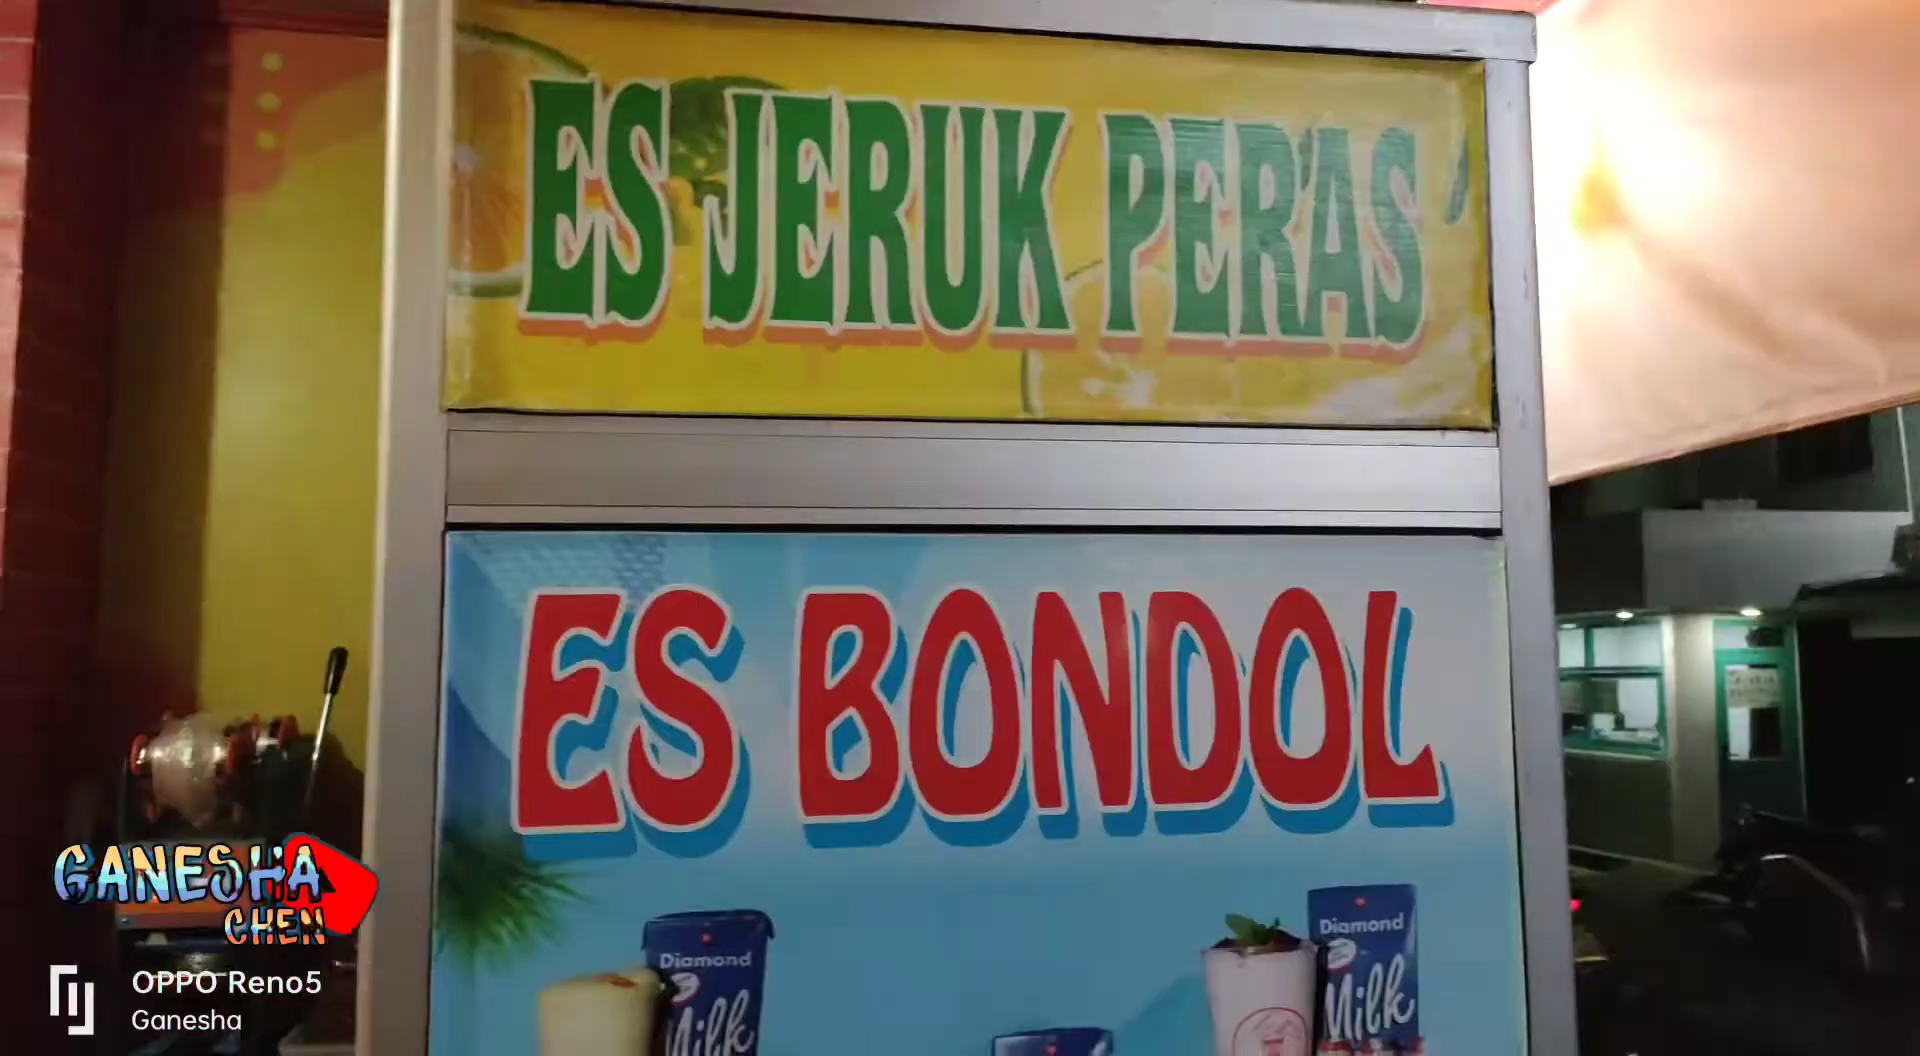 ES JERUK PERAS
ES BONDOL
Diamond
Milk
Diamond
Milk
GANESHA
CHEN
OPPO Reno5
Ganesha